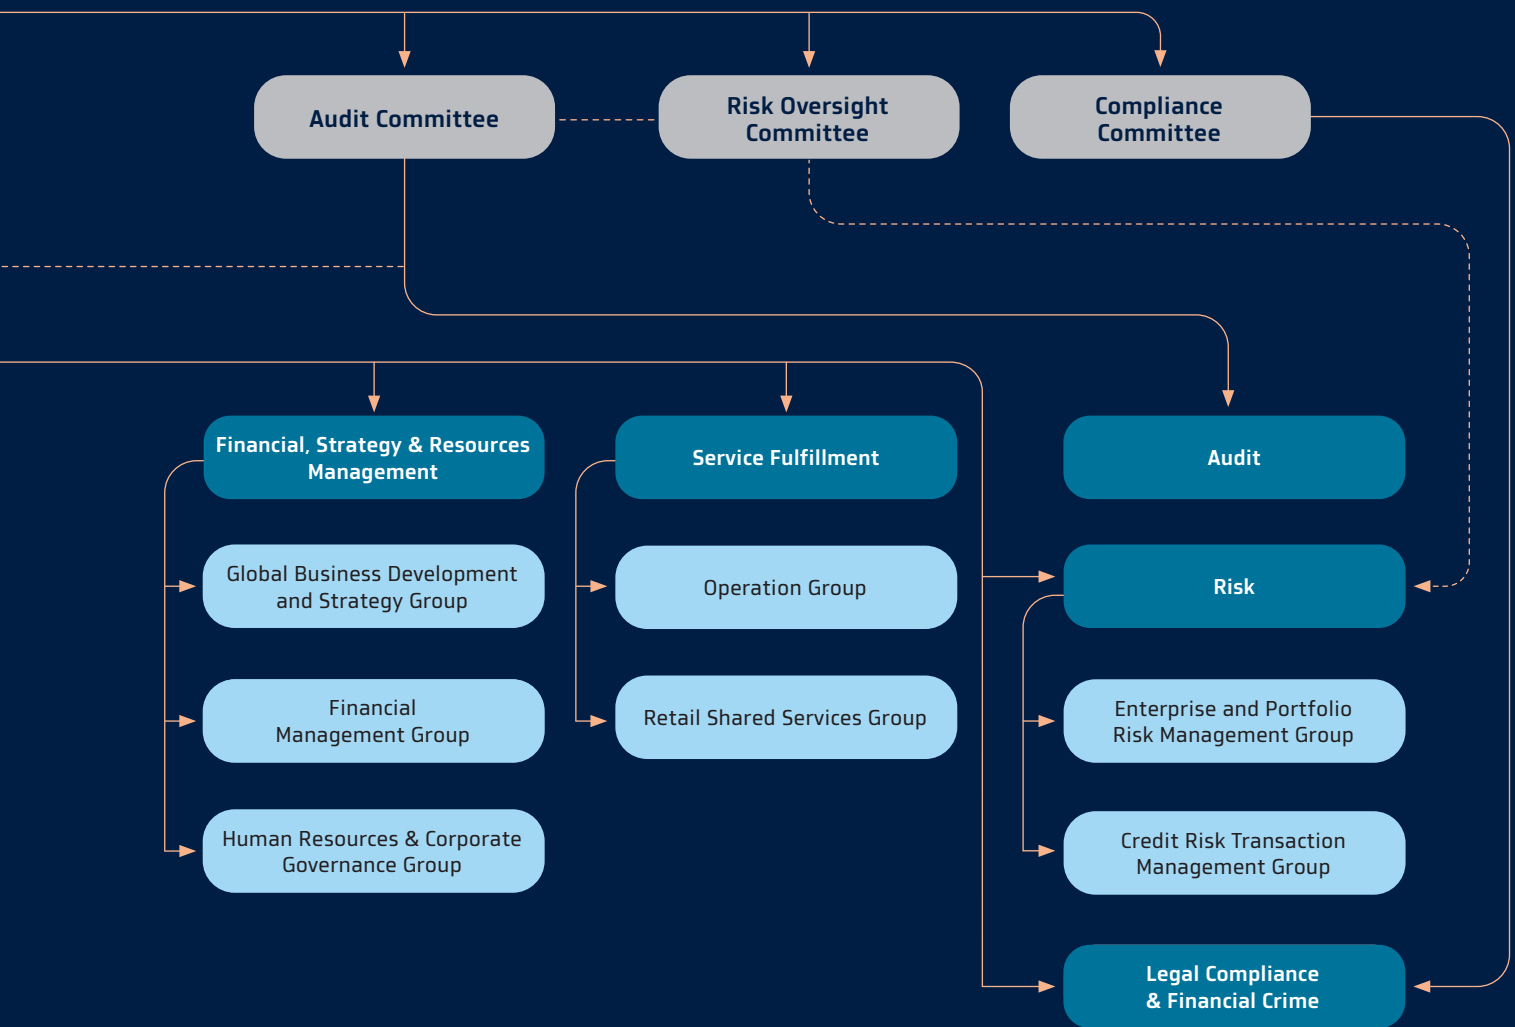 Audit Committee
Risk Oversight
Committee
Compliance
Committee
Financial, Strategy & Resources
Management
Global Business Development
and Strategy Group
Financial
Management Group
Human Resources & Corporate
Governance Group
Service Fulfillment
Operation Group
Retail Shared Services Group
Audit
Risk
Enterprise and Portfolio
Risk Management Group
Credit Risk Transaction
Management Group
Legal Compliance
& Financial Crime